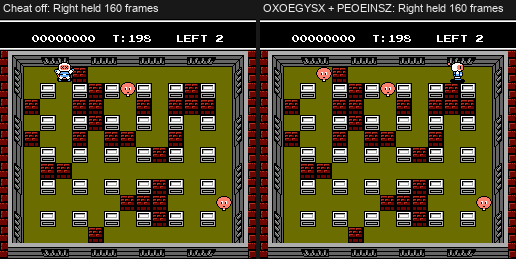 Cheat off: Right held 160 frames
OXOEGYSX + PEOEINSZ: Right held 160 frames
00000000 T:198 LEFT 2
00000000 T:198 LEFT 2